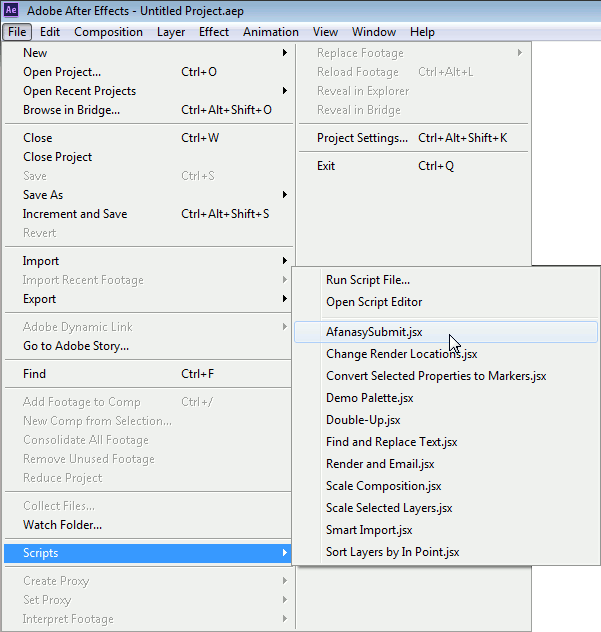 Ae Adobe After Effects - Untitled Project.aep
File Edit Composition Layer Effect Animation View Window Help
New
Open Project... Ctrl+O
Open Recent Projects
Browse in Bridge... Ctrl+Alt+Shift+O
Close Ctrl+W
Close Project
Save Ctrl+S
Save As
Increment and Save Ctrl+Alt+Shift+S
Revert
Import
Import Recent Footage
Export
Adobe Dynamic Link
Go to Adobe Story...
Find Ctrl+F
Add Footage to Comp Ctrl+/
New Comp from Selection...
Consolidate All Footage
Remove Unused Footage
Reduce Project
Collect Files...
Watch Folder...
Scripts
Create Proxy
Set Proxy
Interpret Footage
Replace Footage
Reload Footage Ctrl+Alt+L
Reveal in Explorer
Reveal in Bridge
Project Settings... Ctrl+Alt+Shift+K
Exit Ctrl+Q
Run Script File...
Open Script Editor
AfanasySubmit.jsx
Change Render Locations.jsx
Convert Selected Properties to Markers.jsx
Demo Palette.jsx
Double-Up.jsx
Find and Replace Text.jsx
Render and Email.jsx
Scale Composition.jsx
Scale Selected Layers.jsx
Smart Import.jsx
Sort Layers by In Point.jsx